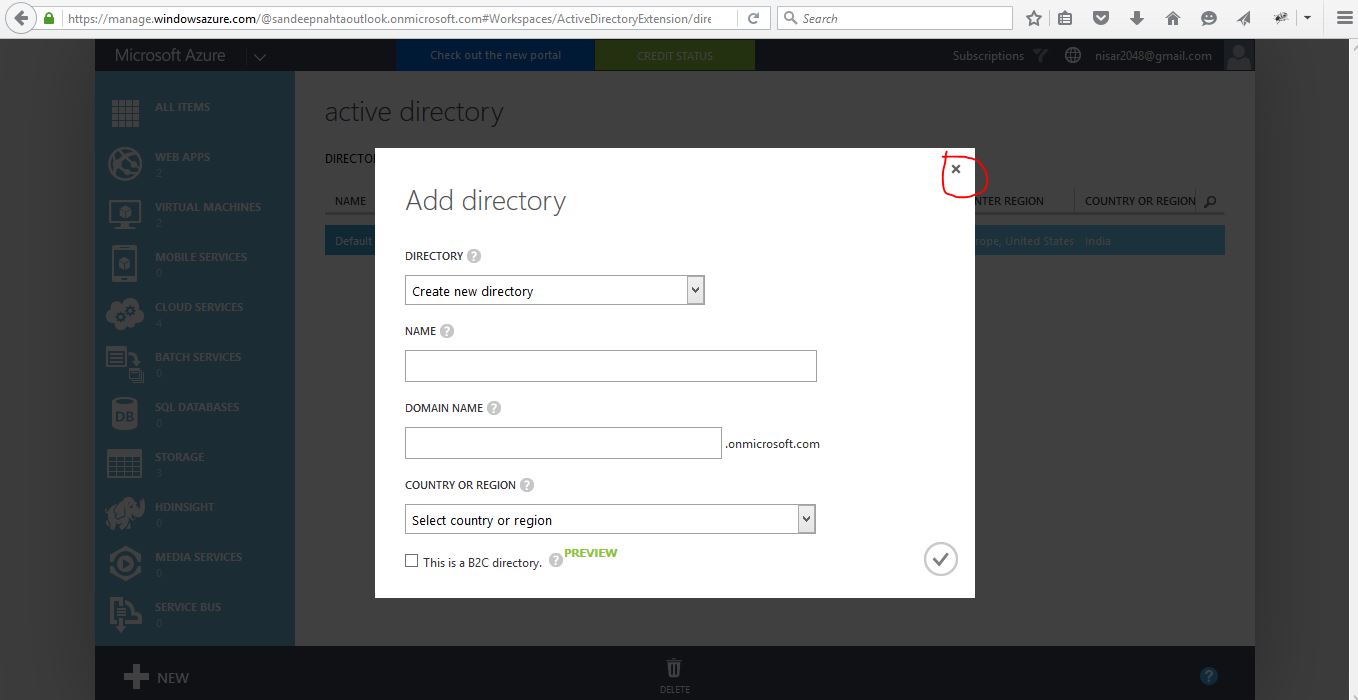 https://manage.windowsazure.com/@sandeepnahtaoutlook.onmicrosoft.com#Workspaces/ActiveDirectoryExtension/dire
Search
Microsoft Azure
Check out the new portal
CREDIT STATUS
Subscriptions
nisar2048@gmail.com
ALL ITEMS
WEB APPS
2
VIRTUAL MACHINES
2
MOBILE SERVICES
0
CLOUD SERVICES
4
BATCH SERVICES
0
SQL DATABASES
0
DB
STORAGE
3
HDINSIGHT
0
MEDIA SERVICES
0
SERVICE BUS
0
active directory
DIRECTO
NAME
NTER REGION
COUNTRY OR REGION
Default
rope, United States
India
Add directory
DIRECTORY ?
Create new directory
NAME ?
DOMAIN NAME ?
.onmicrosoft.com
COUNTRY OR REGION ?
Select country or region
This is a B2C directory. ? PREVIEW
NEW
DELETE
?